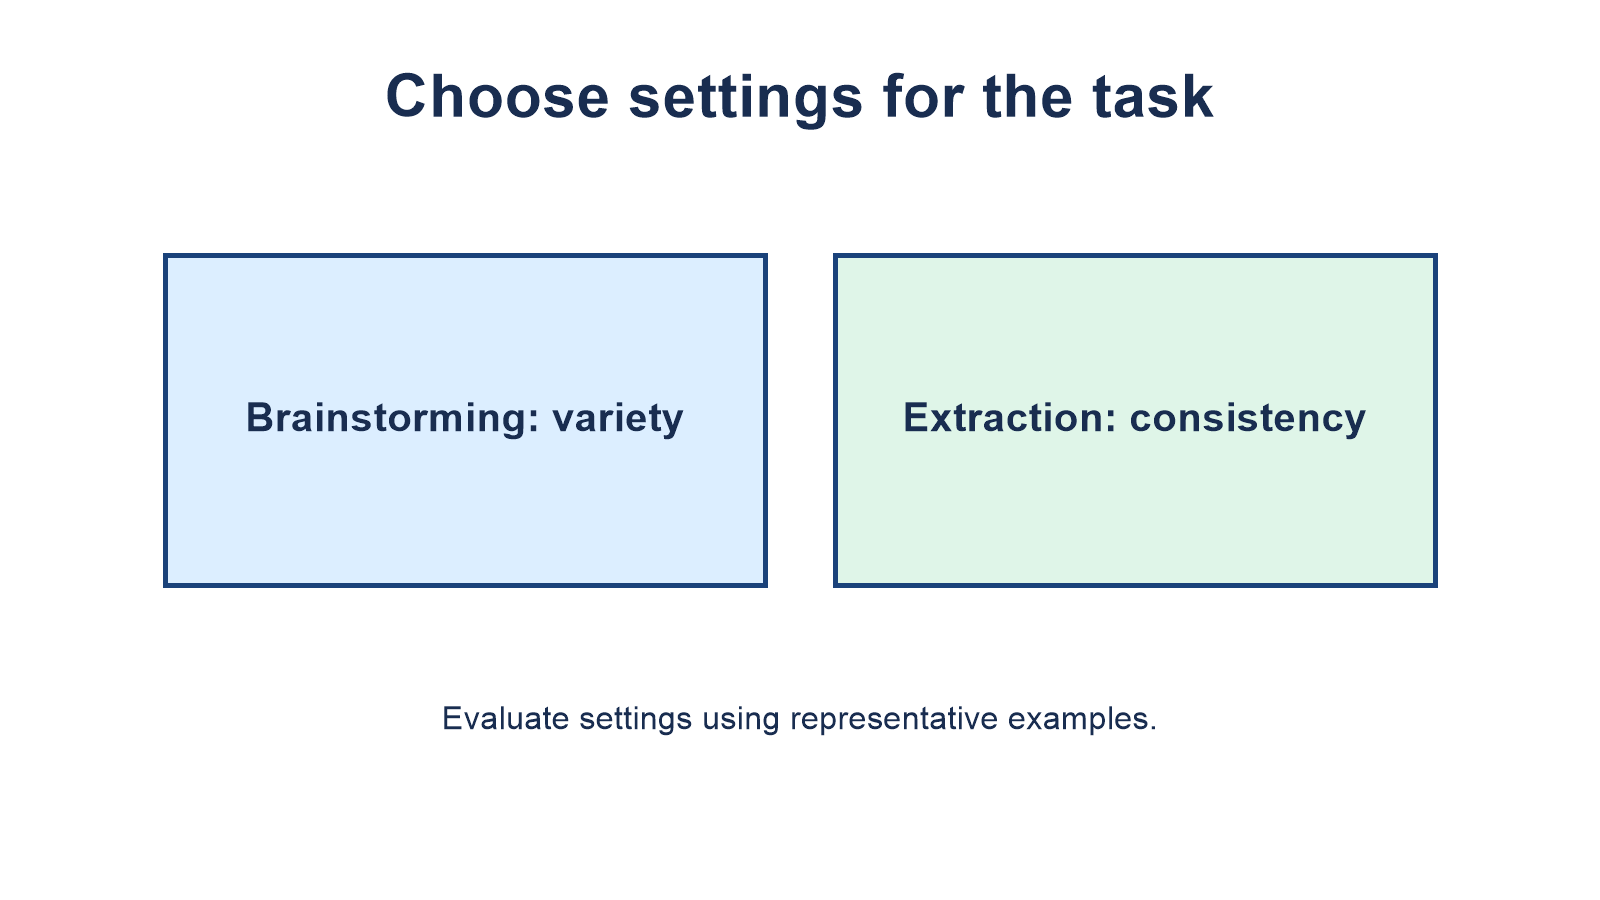 Choose settings for the task
Brainstorming: variety
Extraction: consistency
Evaluate settings using representative examples.